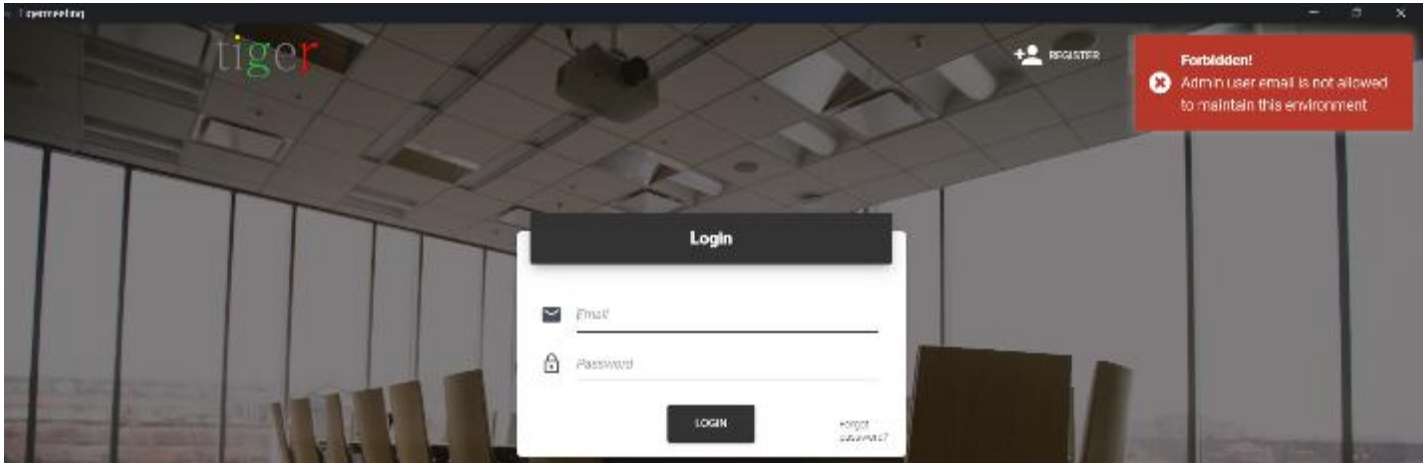 Tigermeeting
tiger
REGISTER
Forbidden!
Admin user email is not allowed
to maintain this environment
Login
Email
Password
LOGIN
Forgot
password?